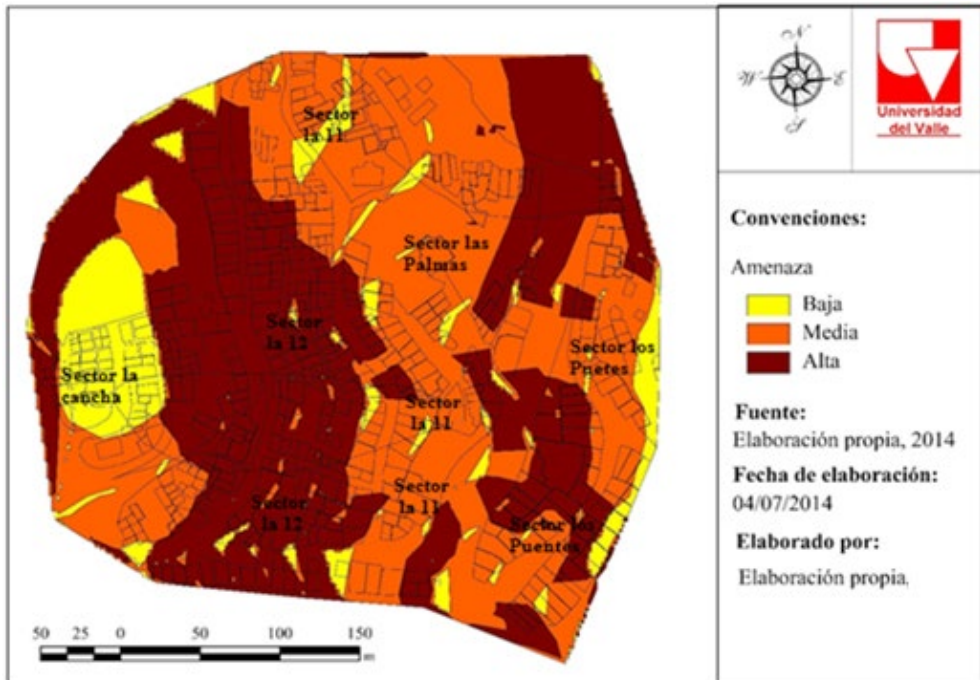 Sector
la 11
Sector las
Palmas
Sector
la 12
Sector los
Puetes
Sector la
cancha
Sector
la 11
Sector
la 11
Sector
la 12
Sector los
Puentes
50 25 0 50 100 150
m
N
W E
S
Universidad
del Valle
Convenciones:
Amenaza
Baja
Media
Alta
Fuente:
Elaboración propia, 2014
Fecha de elaboración:
04/07/2014
Elaborado por:
Elaboración propia.